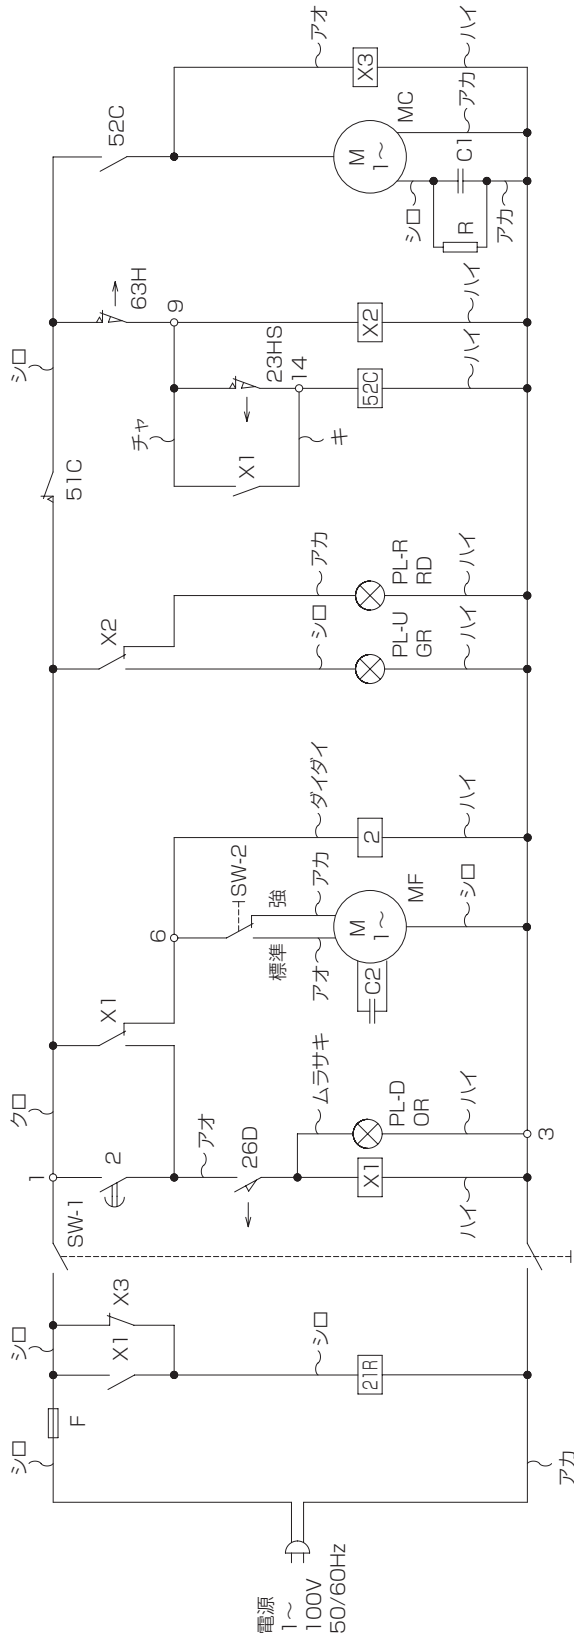 電源
1～
100V
50/60Hz
シロ
F
シロ
X1
X3
シロ
21R
アカ
SW-1
1
2
クロ
X1
アオ
26D
ムラサキ
X1
PL-D
OR
ハイ
ハイ
3
6
SW-2
標準
強
アオ
アカ
C2
M
1～
MF
シロ
ダイダイ
2
ハイ
X2
シロ
アカ
PL-U
GR
PL-R
RD
ハイ
ハイ
51C
シロ
63H
9
チャ
23HS
14
X1
キ
52C
X2
ハイ
ハイ
52C
アオ
M
1～
MC
X3
シロ
C1
R
アカ
アカ
ハイ